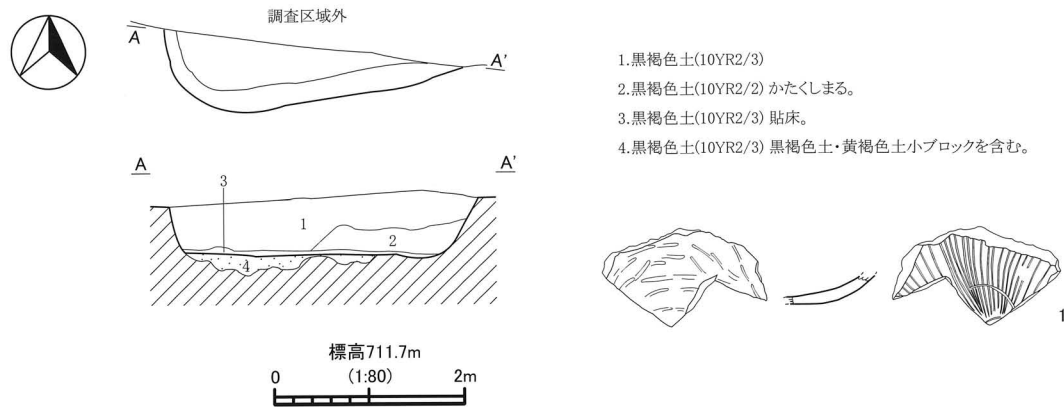 調査区域外
A
A'
A
A'
3
1
2
4
標高711.7m
0 (1:80) 2m
1.黒褐色土(10YR2/3)
2.黒褐色土(10YR2/2) かたくしまる。
3.黒褐色土(10YR2/3) 貼床。
4.黒褐色土(10YR2/3) 黒褐色土・黄褐色土小ブロックを含む。
1